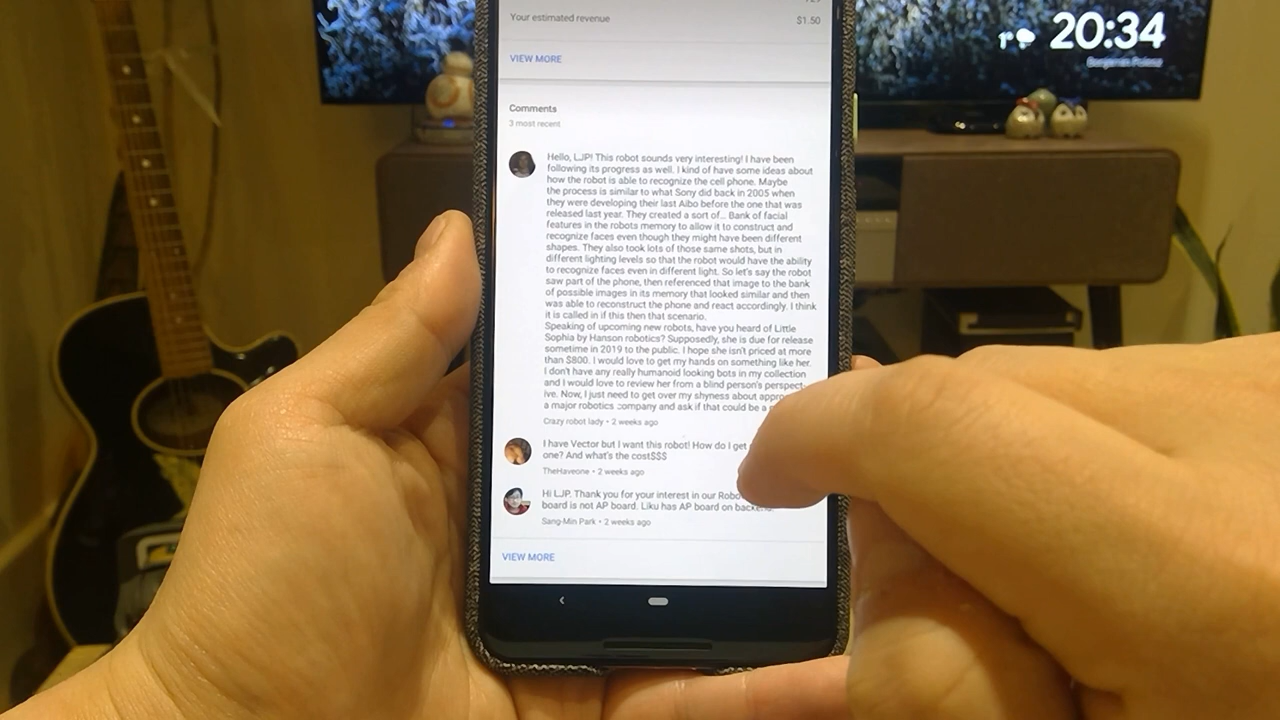 Your estimated revenue $1.50
VIEW MORE
20:34
Comments
3 most recent
Hello, LJP! This robot sounds very interesting! I have been
following its progress as well. I kind of have some ideas about
how the robot is able to recognize the cell phone. Maybe
the process is similar to what Sony did back in 2005 when
they were developing their last Aibo before the one that was
released last year. They created a sort of... Bank of facial
features in the robots memory to allow it to construct and
recognize faces even though they might have been different
shapes. They also took lots of those same shots, but in
different lighting levels so that the robot would have the ability
to recognize faces even in different light. So let's say the robot
saw part of the phone, then referenced that image to the bank
of possible images in its memory that looked similar and then
was able to reconstruct the phone and react accordingly. I think
it is called in if this then that scenario.
Speaking of upcoming new robots, have you heard of Little
Sophia by Hanson robotics? Supposedly, she is due for release
sometime in 2019 to the public. I hope she isn't priced at more
than $800. I would love to get my hands on something like her.
I don't have any really humanoid looking bots in my collection
and I would love to review her from a blind person's perspect-
ive. Now, I just need to get over my shyness about appro
a major robotics company and ask if that could be a
Crazy robot lady • 2 weeks ago
I have Vector but I want this robot! How do I get
one? And what's the cost$$$
TheHaveone • 2 weeks ago
Hi LJP. Thank you for your interest in our Robo
board is not AP board. Liku has AP board on backend.
Sang-Min Park • 2 weeks ago
VIEW MORE